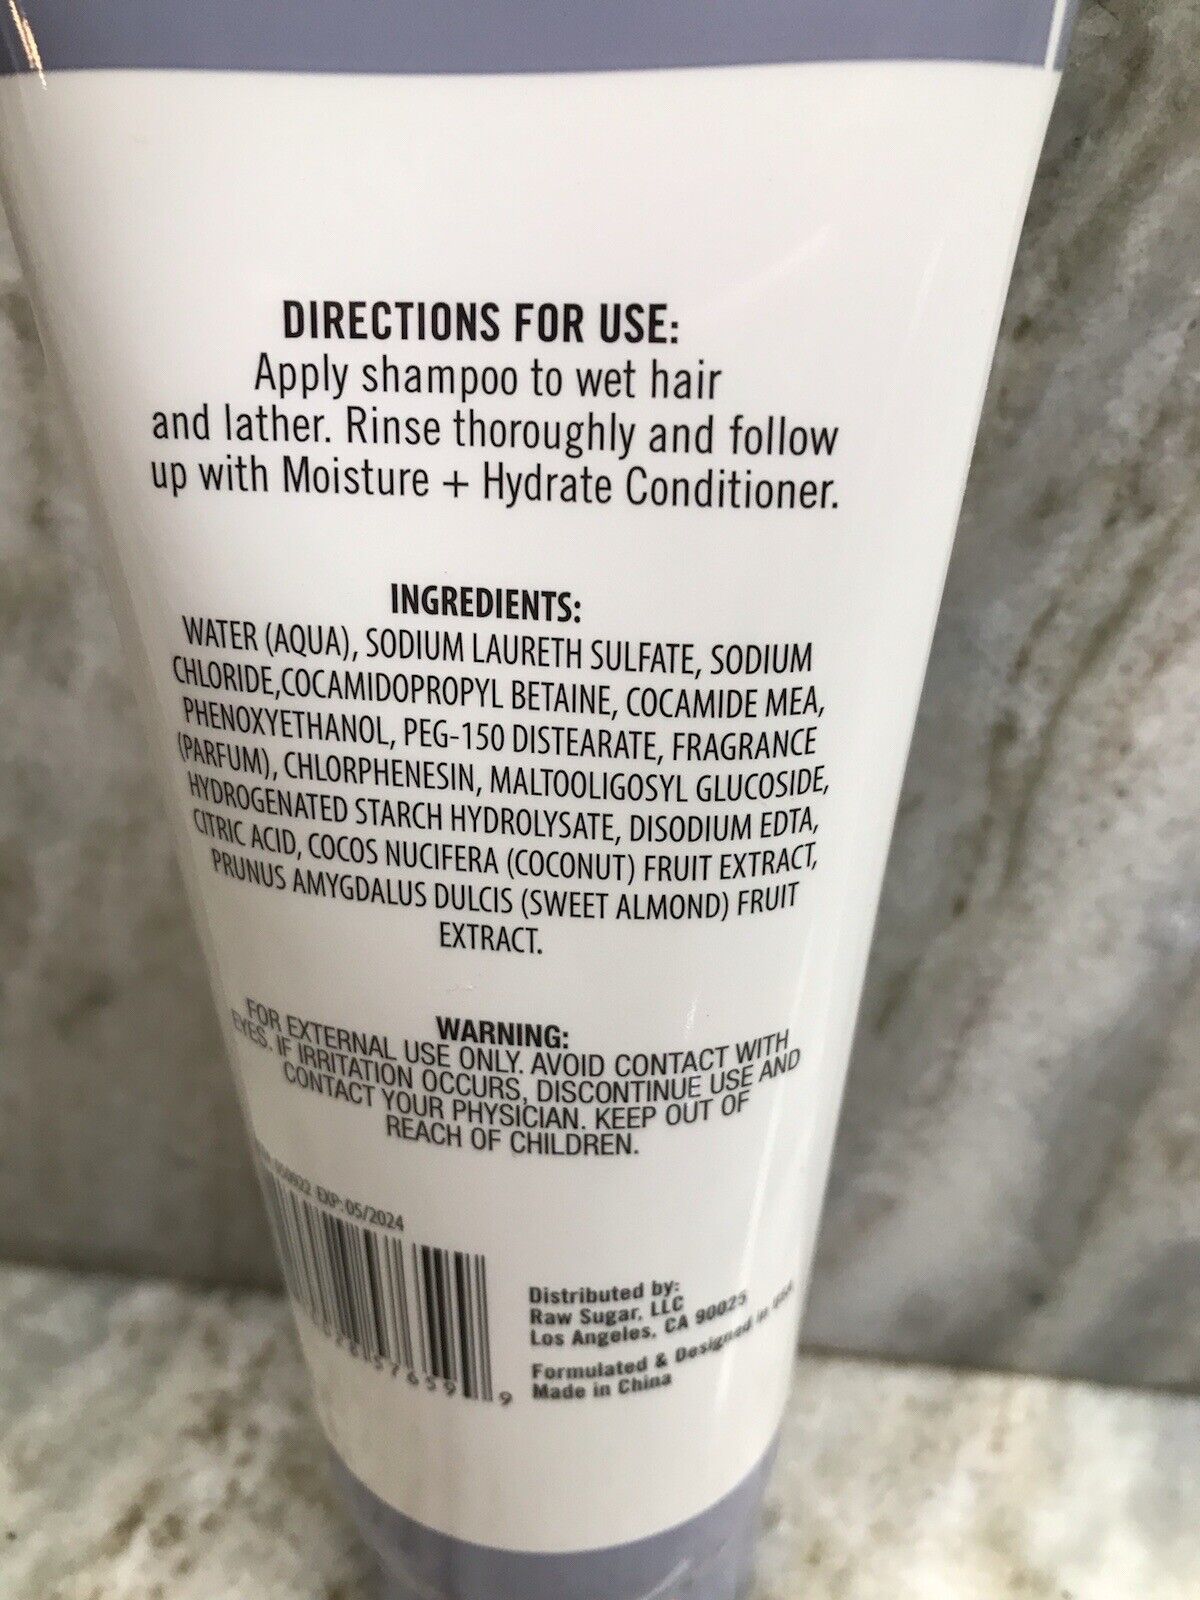 DIRECTIONS FOR USE:
Apply shampoo to wet hair
and lather. Rinse thoroughly and follow
up with Moisture + Hydrate Conditioner.
INGREDIENTS:
WATER (AQUA), SODIUM LAURETH SULFATE, SODIUM
CHLORIDE,COCAMIDOPROPYL BETAINE, COCAMIDE MEA,
PHENOXYETHANOL, PEG-150 DISTEARATE, FRAGRANCE
(PARFUM), CHLORPHENESIN, MALTOOLIGOSYL GLUCOSIDE,
HYDROGENATED STARCH HYDROLYSATE, DISODIUM EDTA,
CITRIC ACID, COCOS NUCIFERA (COCONUT) FRUIT EXTRACT,
PRUNUS AMYGDALUS DULCIS (SWEET ALMOND) FRUIT
EXTRACT.
WARNING:
FOR EXTERNAL USE ONLY. AVOID CONTACT WITH
EYES. IF IRRITATION OCCURS, DISCONTINUE USE AND
CONTACT YOUR PHYSICIAN. KEEP OUT OF
REACH OF CHILDREN.
EXP:05/2024
Distributed by:
Raw Sugar, LLC
Los Angeles, CA 90025
Formulated & Designed in USA
Made in China